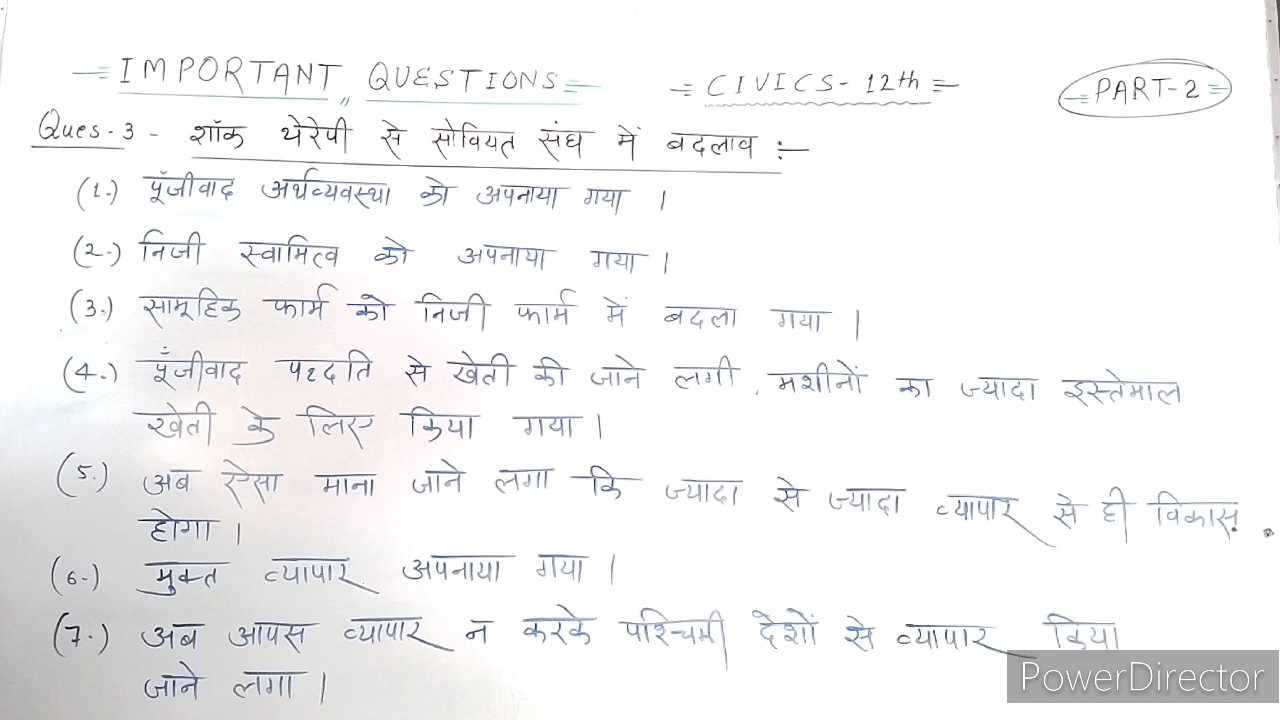 = IMPORTANT QUESTIONS = = CIVICS - 12th = = PART-2 =
Ques-3 - शॉक थेरेपी से सोवियत संघ में बदलाव :-
(1.) पूँजीवाद अर्थव्यवस्था को अपनाया गया ।
(2.) निजी स्वामित्व को अपनाया गया ।
(3.) सामूहिक फार्म को निजी फार्म में बदला गया ।
(4.) पूँजीवाद पद्दति से खेती की जाने लगी, मशीनों का ज्यादा इस्तेमाल
खेती के लिए किया गया ।
(5.) अब ऐसा माना जाने लगा कि ज्यादा से ज्यादा व्यापार से ही विकास
होगा ।
(6.) मुक्त व्यापार अपनाया गया ।
(7.) अब आपस व्यापार न करके पश्चिमी देशों से व्यापार किया
जाने लगा ।
PowerDirector